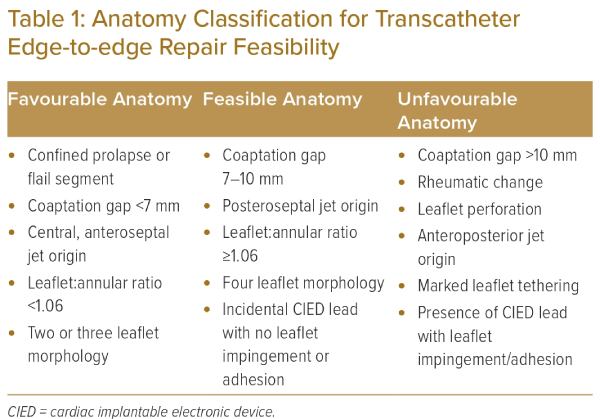 Table 1: Anatomy Classification for Transcatheter
Edge-to-edge Repair Feasibility
Favourable Anatomy
• Confined prolapse or
flail segment
• Coaptation gap <7 mm
• Central, anteroseptal
jet origin
• Leaflet:annular ratio
<1.06
• Two or three leaflet
morphology
Feasible Anatomy
• Coaptation gap
7–10 mm
• Posteroseptal jet origin
• Leaflet:annular ratio
≥1.06
• Four leaflet morphology
• Incidental CIED lead
with no leaflet
impingement or
adhesion
Unfavourable
Anatomy
• Coaptation gap >10 mm
• Rheumatic change
• Leaflet perforation
• Anteroposterior jet
origin
• Marked leaflet tethering
• Presence of CIED lead
with leaflet
impingement/adhesion
CIED = cardiac implantable electronic device.